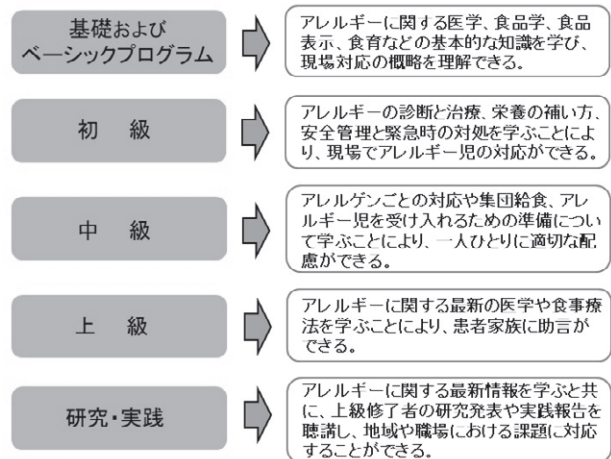 基礎および
ベーシックプログラム
アレルギーに関する医学、食品学、食品
表示、食育などの基本的な知識を学び、
現場対応の概略を理解できる。
初　級
アレルギーの診断と治療、栄養の補い方、
安全管理と緊急時の対処を学ぶことによ
り、現場でアレルギー児の対応ができる。
中　級
アレルゲンごとの対応や集団給食、アレ
ルギー児を受け入れるための準備につい
て学ぶことにより、一人ひとりに適切な配
慮ができる。
上　級
アレルギーに関する最新の医学や食事療
法を学ぶことにより、患者家族に助言が
できる。
研究・実践
アレルギーに関する最新情報を学ぶと共
に、上級修了者の研究発表や実践報告を
聴講し、地域や職場における課題に対応
することができる。